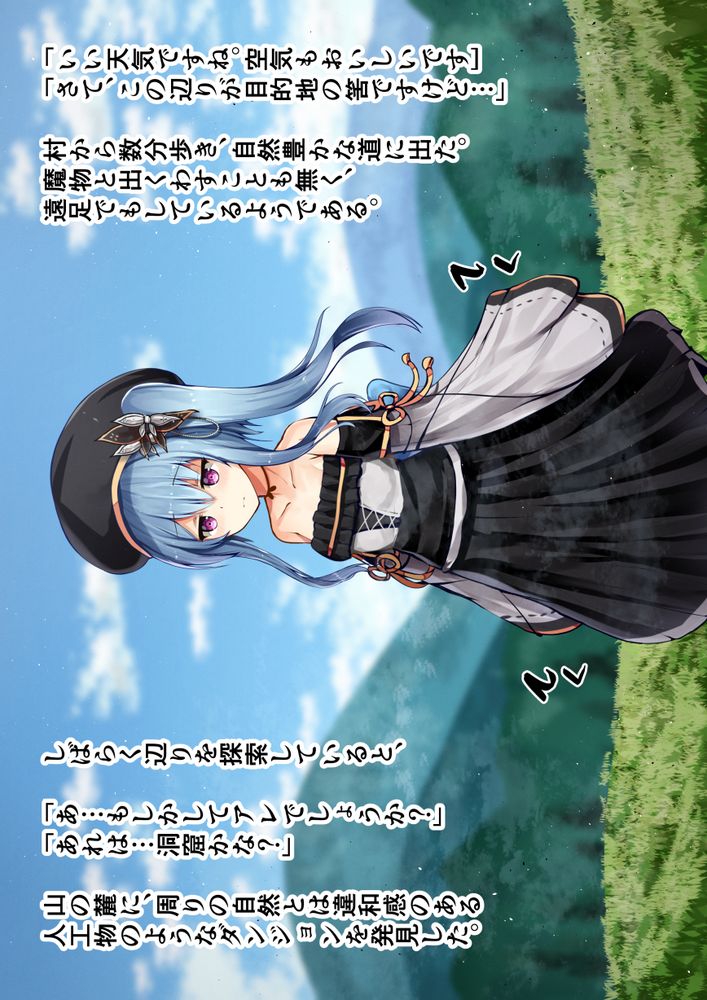 「いい天気ですね。空気もおいしいです」
「さて、この辺りが目的地の筈ですけど…」
村から数分歩き、自然豊かな道に出た。
魔物と出くわすことも無く、
遠足でもしているようである。
しばらく辺りを探索していると、
「あ…もしかしてアレでしょうか？」
「あれは…洞窟かな？」
山の麓に、周りの自然とは違和感のある
人工物のようなダンジョンを発見した。